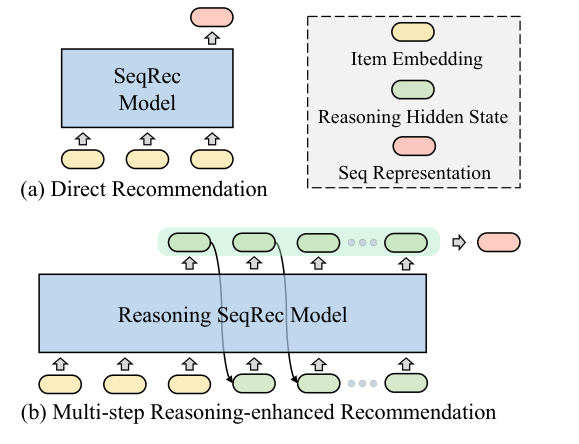 SeqRec
Model
(a) Direct Recommendation
Item Embedding
Reasoning Hidden State
Seq Representation
Reasoning SeqRec Model
(b) Multi-step Reasoning-enhanced Recommendation